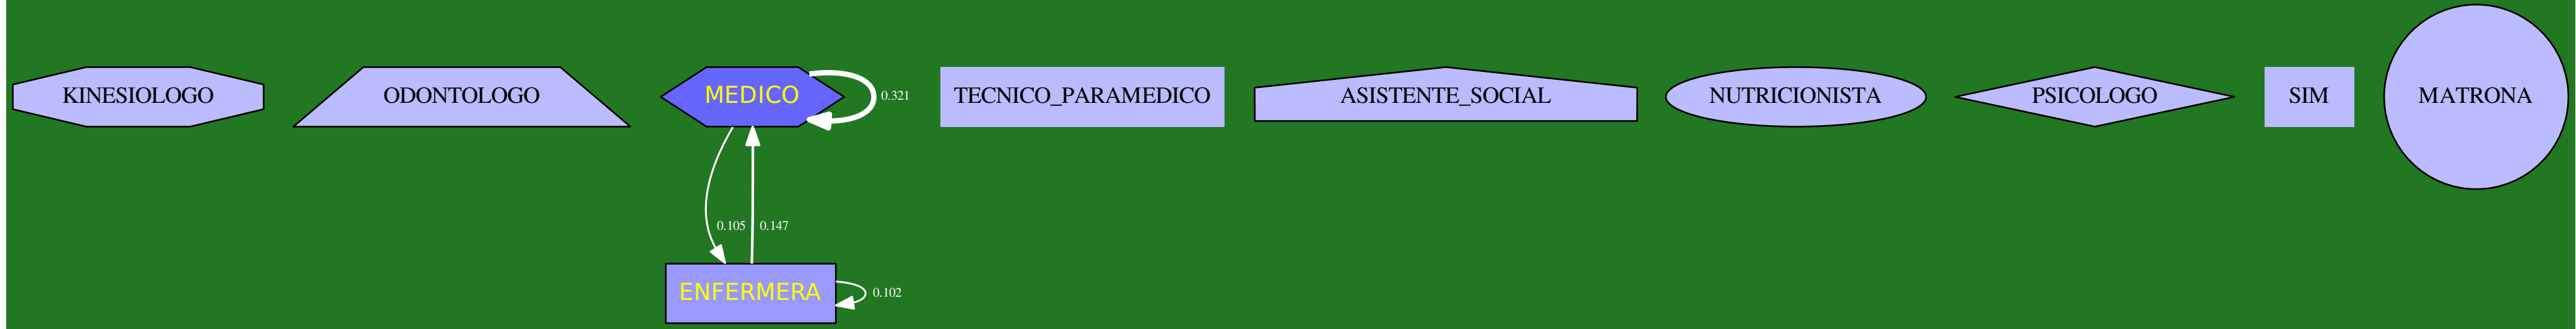 KINESIOLOGO
ODONTOLOGO
MEDICO
0.321
TECNICO_PARAMEDICO
ASISTENTE_SOCIAL
NUTRICIONISTA
PSICOLOGO
SIM
MATRONA
0.105
0.147
ENFERMERA
0.102